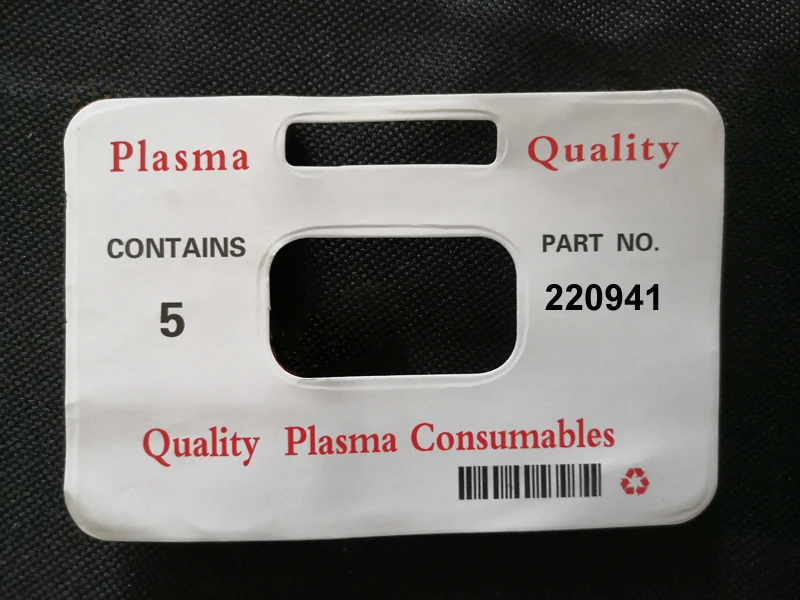 Plasma Quality
CONTAINS PART NO.
5 220941
Quality Plasma Consumables